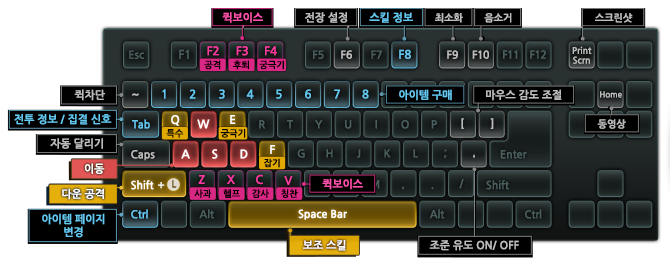 퀵보이스 전장 설정 스킬 정보 최소화 음소거 스크린샷
Esc F1 F2 F3 F4 F5 F6 F7 F8 F9 F10 F11 F12 Print Scrn
공격 후퇴 궁극기
퀵차단 ~ 1 2 3 4 5 6 7 8 아이템 구매 마우스 감도 조절 Home
전투 정보 / 집결 신호 Tab Q W E R T Y U I O P [ ] 동영상
특수 궁극기
자동 달리기 Caps A S D F G H J K L ; . Enter
잡기
이동
다운 공격 Shift + L Z X C V 퀵보이스 M . . / Shift
사과 헬프 감사 칭찬
아이템 페이지 변경 Ctrl Alt Space Bar Alt Ctrl
보조 스킬 조준 유도 ON/ OFF